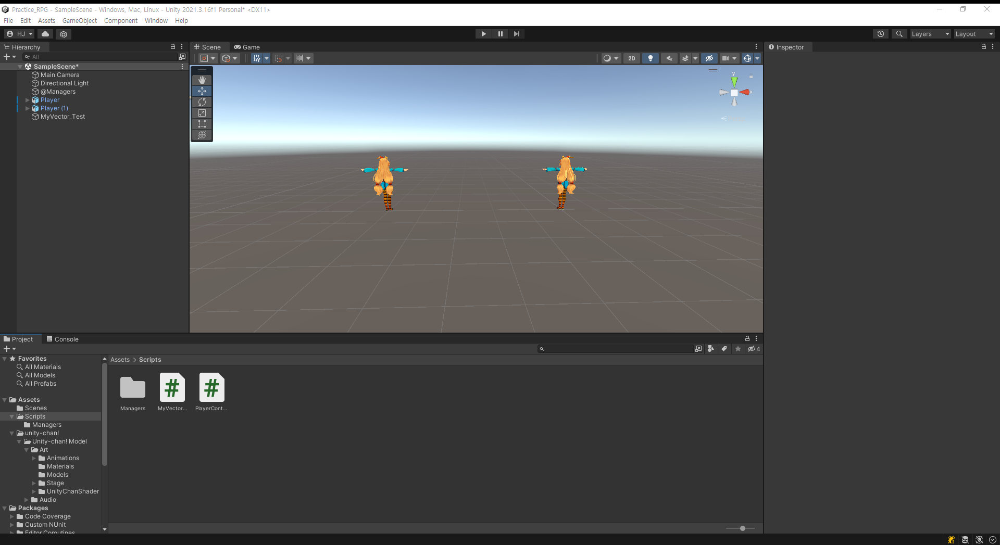 Practice_RPG - SampleScene - Windows, Mac, Linux - Unity 2021.3.16f1 Personal* <DX11>
File Edit Assets GameObject Component Window Help
HJ Layers Layout
Hierarchy
All
SampleScene*
Main Camera
Directional Light
@Managers
Player
Player (1)
MyVector_Test
Scene Game
2D
y
x
Inspector
Project Console
4
Favorites
All Materials
All Models
All Prefabs
Assets
Scenes
Scripts
Managers
unity-chan!
Unity-chan! Model
Art
Animations
Materials
Models
Stage
UnityChanShader
Audio
Packages
Code Coverage
Custom NUnit
Editor Coroutines
Assets > Scripts
Managers MyVector... PlayerCont...